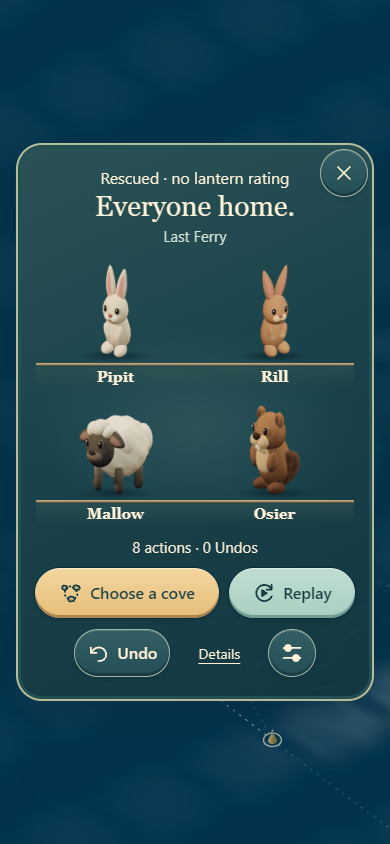 Rescued · no lantern rating
Everyone home.
Last Ferry
Pipit
Rill
Mallow
Osier
8 actions · 0 Undos
Choose a cove
Replay
Undo
Details